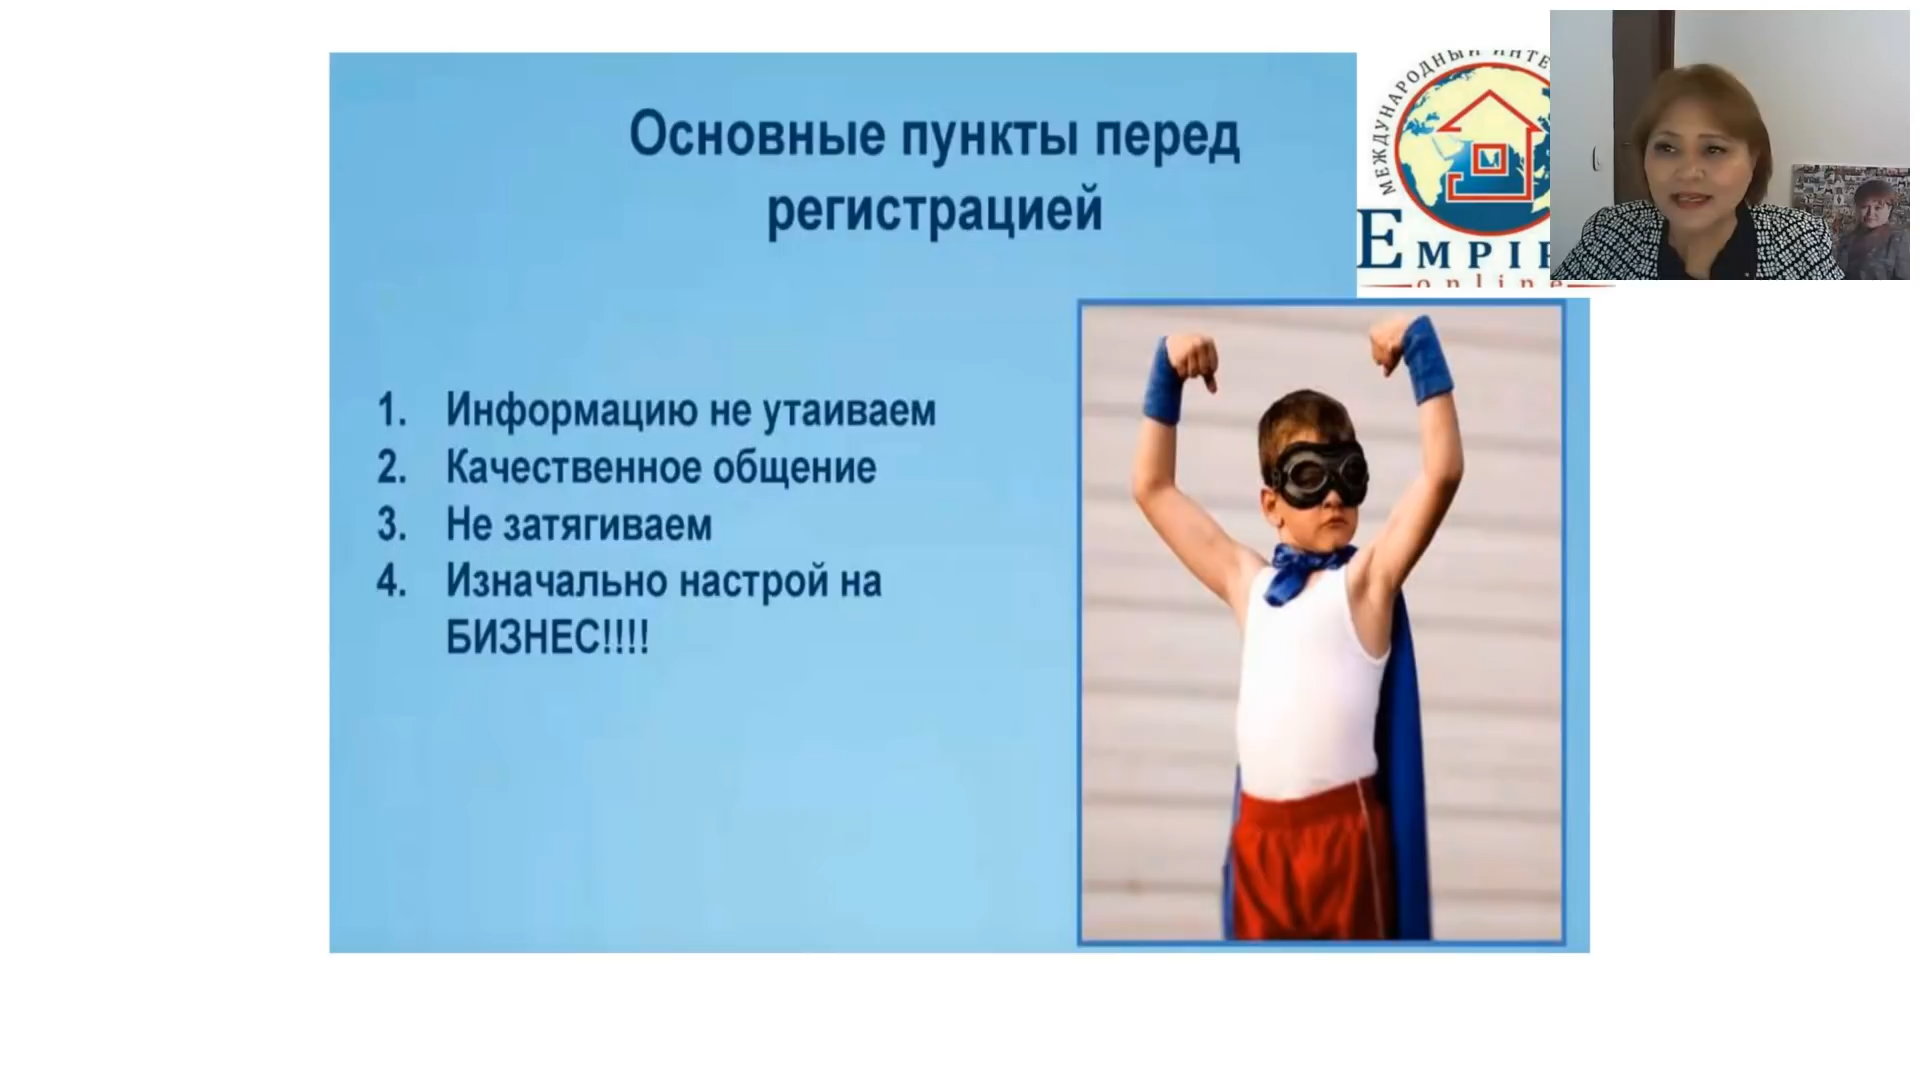 Основные пункты перед
регистрацией
МЕЖДУНАРОДНЫЙ
online
1. Информацию не утаиваем
2. Качественное общение
3. Не затягиваем
4. Изначально настрой на
БИЗНЕС!!!!